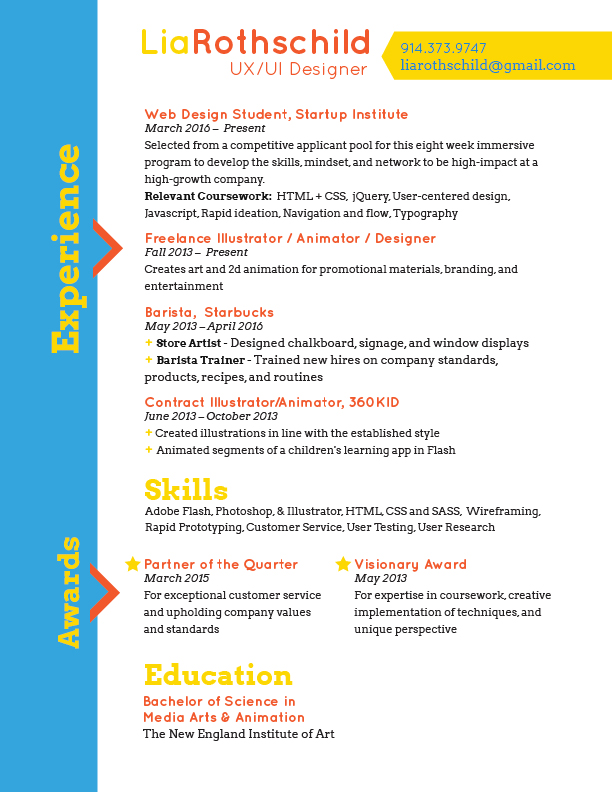 LiaRothschild
UX/UI Designer
914.373.9747
liarothschild@gmail.com
Experience
Web Design Student, Startup Institute
March 2016 – Present
Selected from a competitive applicant pool for this eight week immersive
program to develop the skills, mindset, and network to be high-impact at a
high-growth company.
Relevant Coursework: HTML + CSS, jQuery, User-centered design,
Javascript, Rapid ideation, Navigation and flow, Typography
Freelance Illustrator / Animator / Designer
Fall 2013 – Present
Creates art and 2d animation for promotional materials, branding, and
entertainment
Barista, Starbucks
May 2013 – April 2016
+ Store Artist - Designed chalkboard, signage, and window displays
+ Barista Trainer - Trained new hires on company standards,
products, recipes, and routines
Contract Illustrator/Animator, 360KID
June 2013 – October 2013
+ Created illustrations in line with the established style
+ Animated segments of a children's learning app in Flash
Skills
Adobe Flash, Photoshop, & Illustrator, HTML, CSS and SASS, Wireframing,
Rapid Prototyping, Customer Service, User Testing, User Research
Awards
Partner of the Quarter
March 2015
For exceptional customer service
and upholding company values
and standards
Visionary Award
May 2013
For expertise in coursework, creative
implementation of techniques, and
unique perspective
Education
Bachelor of Science in
Media Arts & Animation
The New England Institute of Art